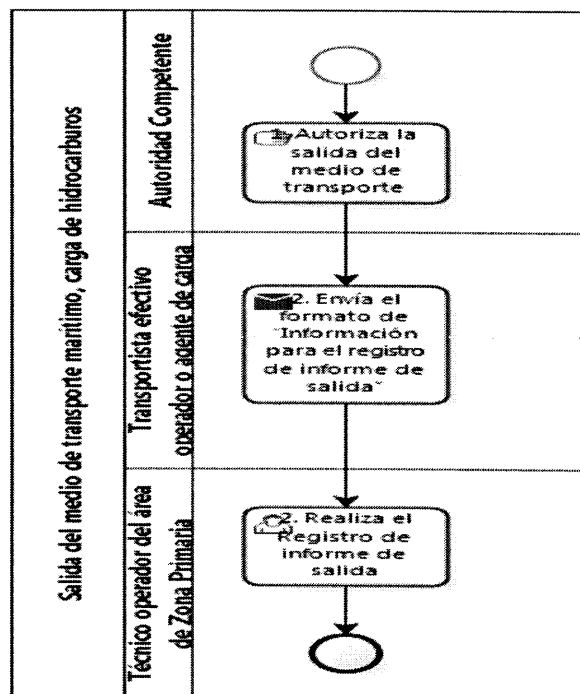 Salida del medio de transporte marítimo, carga de hidrocarburos
Autoridad Competente
1. Autoriza la
salida del
medio de
transporte
Transportista efectivo
operador o agente de carga
2. Envía el
formato de
"Información
para el registro
de informe de
salida"
Técnico operador del área
de Zona Primaria
2. Realiza el
Registro de
informe de
salida